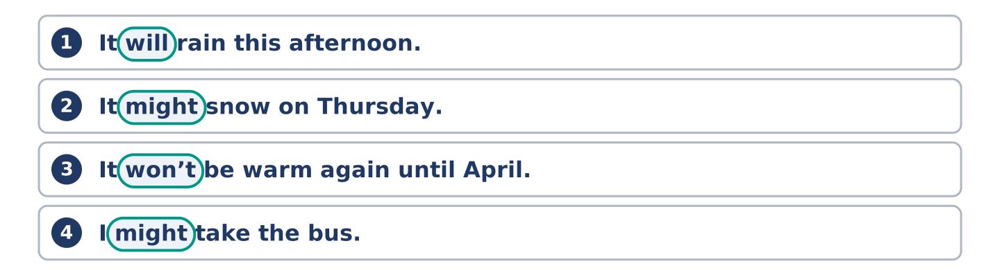 1 It will rain this afternoon.
2 It might snow on Thursday.
3 It won’t be warm again until April.
4 I might take the bus.